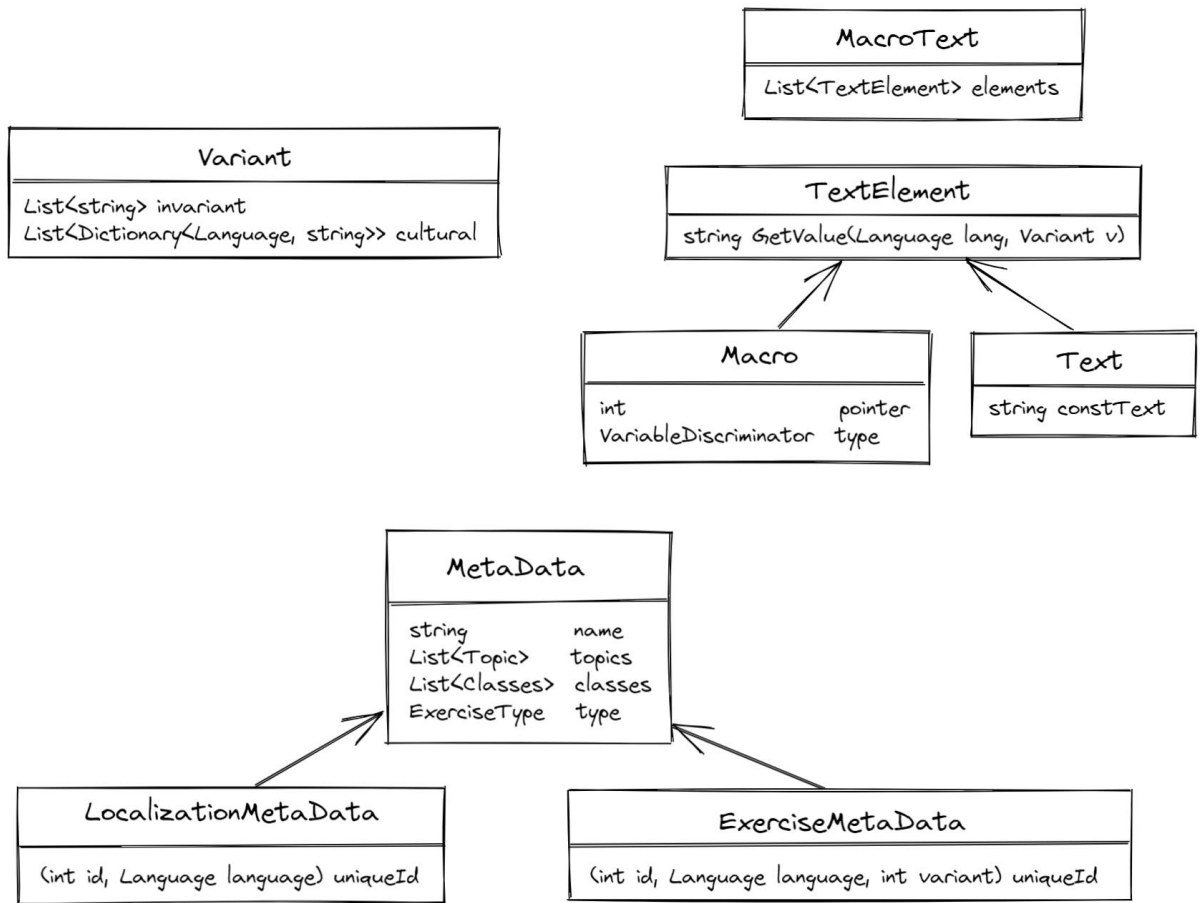 MacroText
List<TextElement> elements
Variant
List<string> invariant
List<Dictionary<Language, string>> cultural
TextElement
string GetValue(Language lang, Variant v)
Macro
int pointer
VariableDiscriminator type
Text
string constText
MetaData
string name
List<Topic> topics
List<Classes> classes
ExerciseType type
LocalizationMetaData
(int id, Language language) uniqueId
ExerciseMetaData
(int id, Language language, int variant) uniqueId